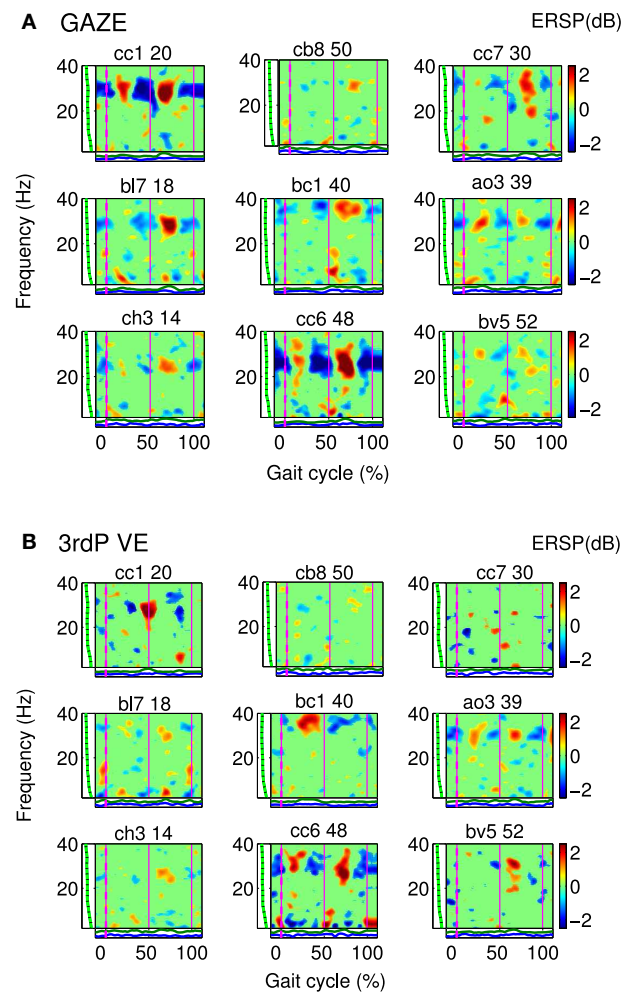 A GAZE ERSP(dB)
cc1 20 cb8 50 cc7 30
40 40 40 2
20 20 20 0
-2
bl7 18 bc1 40 ao3 39
40 40 40 2
20 20 20 0
-2
ch3 14 cc6 48 bv5 52
40 40 40 2
20 20 20 0
-2
0 50 100 0 50 100 0 50 100
Frequency (Hz)
Gait cycle (%)
B 3rdP VE ERSP(dB)
cc1 20 cb8 50 cc7 30
40 40 40 2
20 20 20 0
-2
bl7 18 bc1 40 ao3 39
40 40 40 2
20 20 20 0
-2
ch3 14 cc6 48 bv5 52
40 40 40 2
20 20 20 0
-2
0 50 100 0 50 100 0 50 100
Frequency (Hz)
Gait cycle (%)